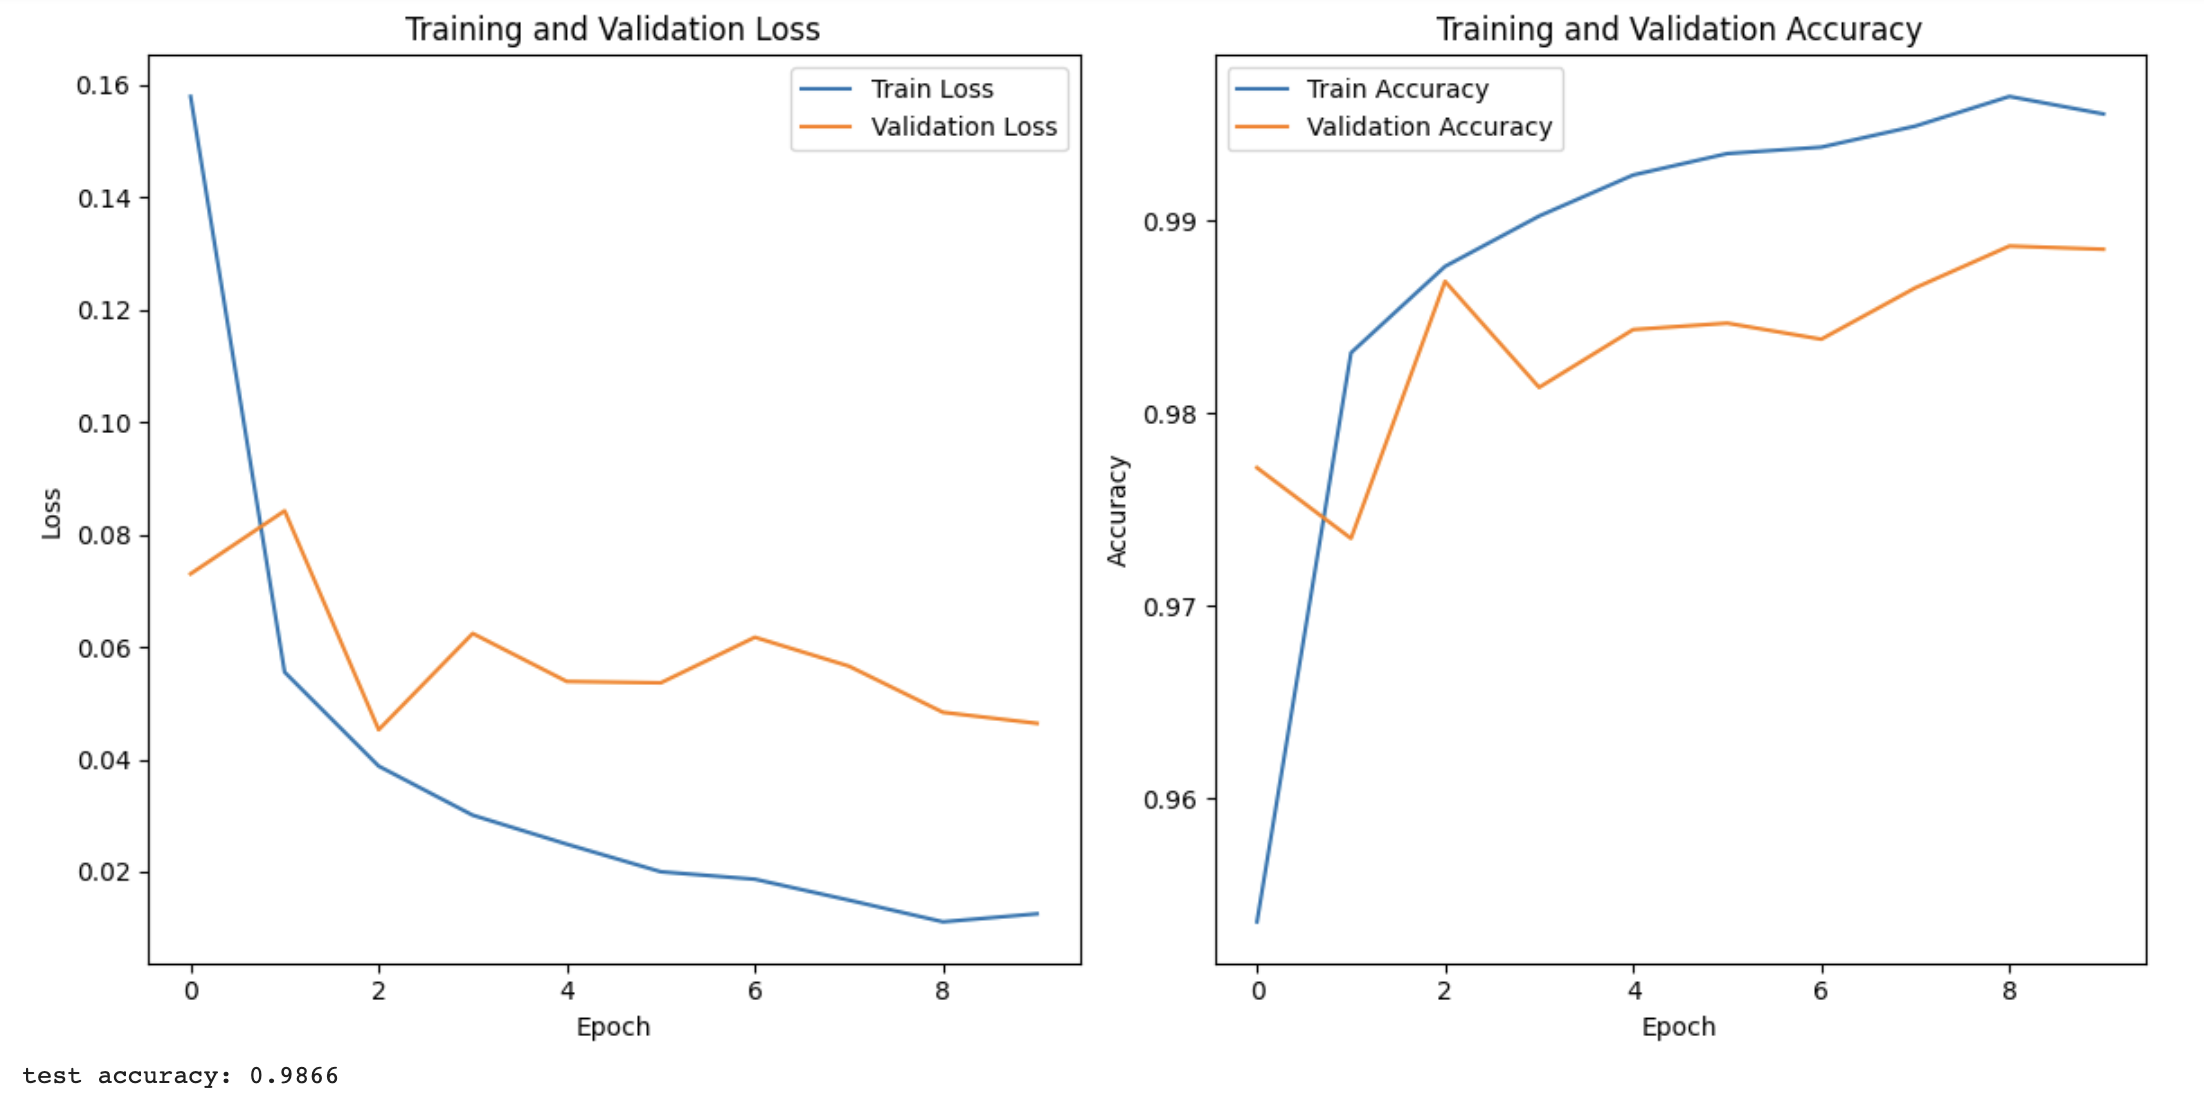 Training and Validation Loss
Train Loss
Validation Loss
0.16
0.14
0.12
0.10
0.08
0.06
0.04
0.02
Loss
0 2 4 6 8
Epoch
Training and Validation Accuracy
Train Accuracy
Validation Accuracy
0.99
0.98
0.97
0.96
Accuracy
0 2 4 6 8
Epoch
test accuracy: 0.9866